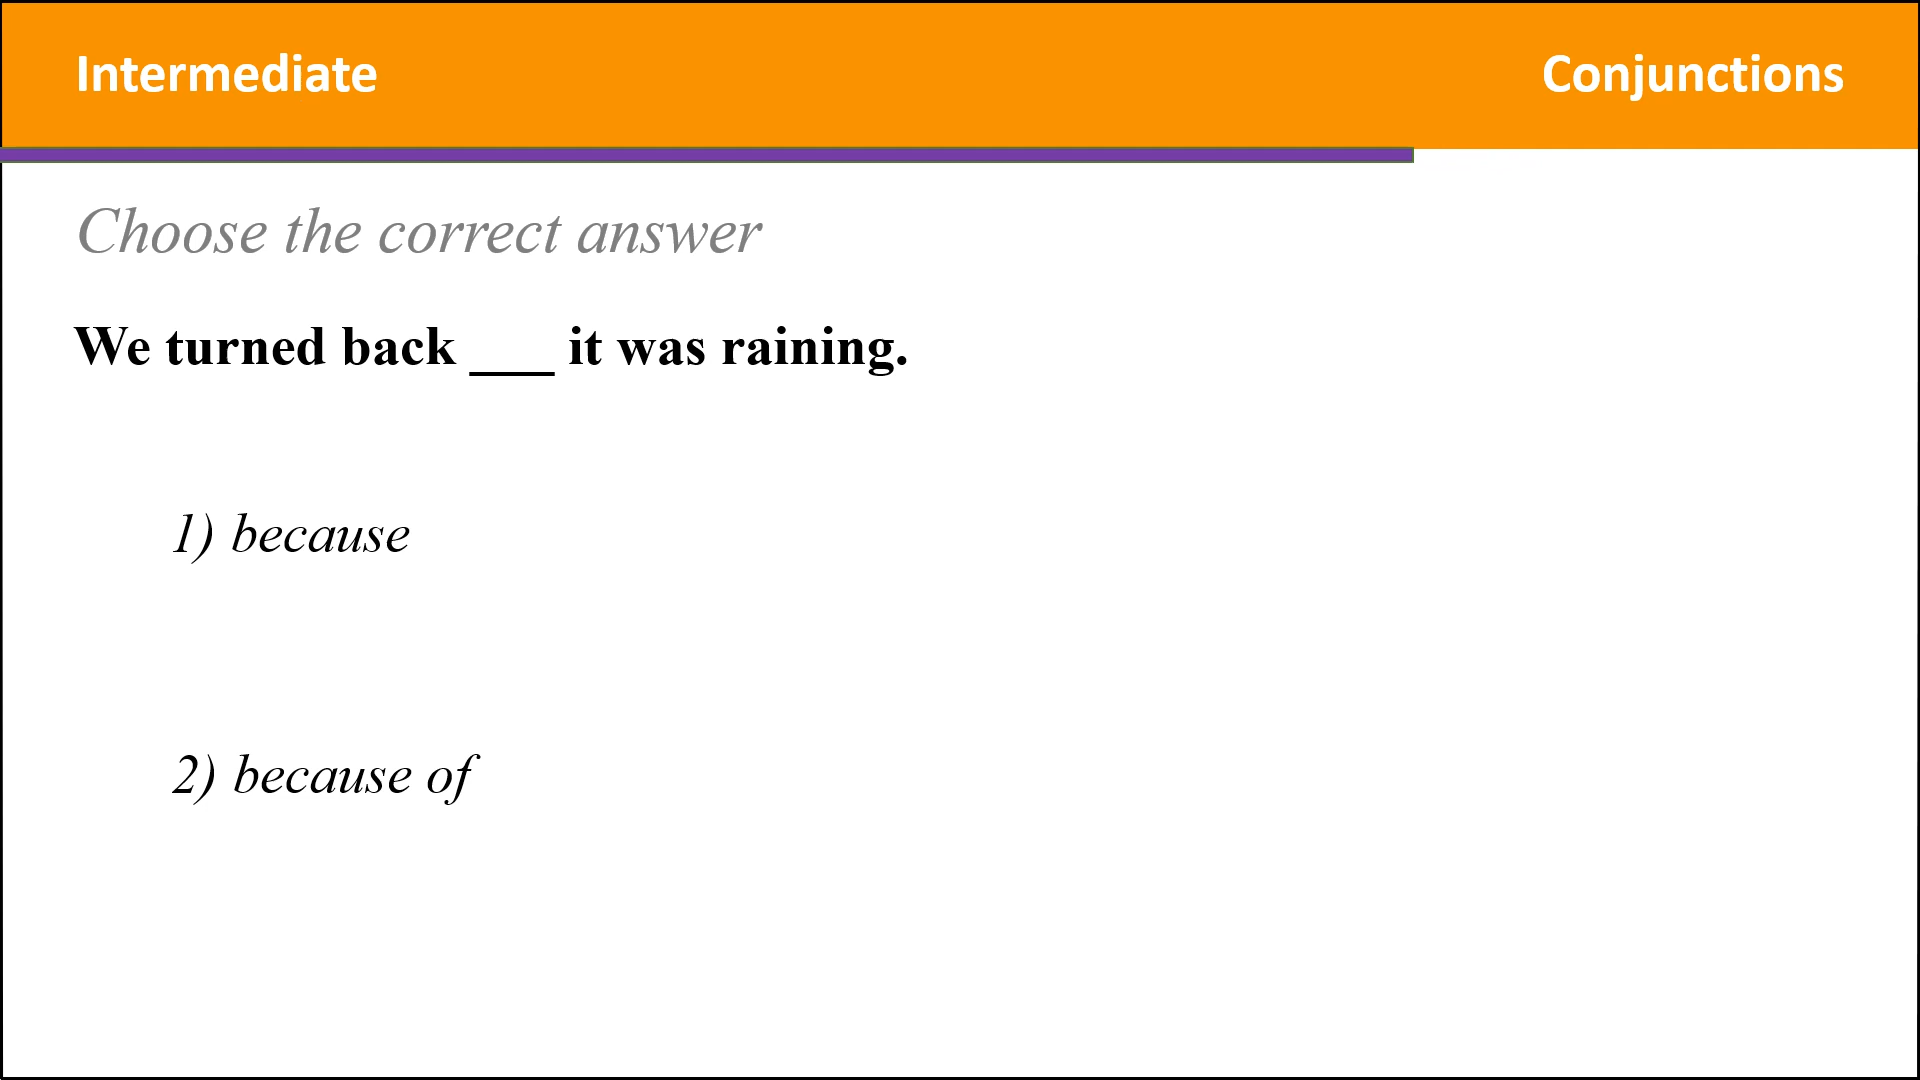 Intermediate
Conjunctions
Choose the correct answer
We turned back ___ it was raining.
1) because
2) because of